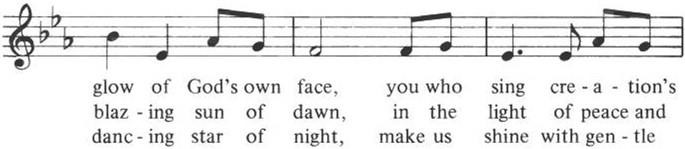 glow of God's own face, you who sing cre - a - tion's
blaz - ing sun of dawn, in the light of peace and
danc - ing star of night, make us shine with gen - tle